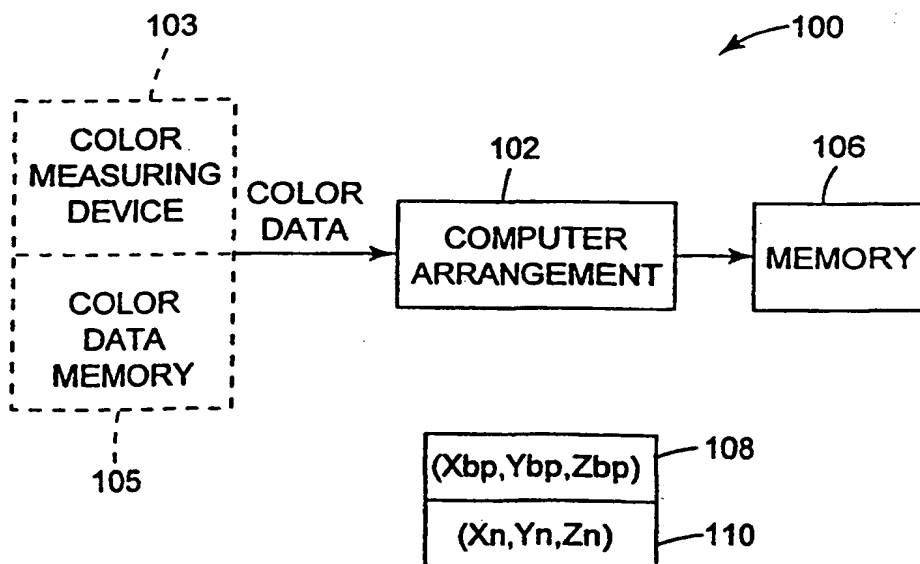 103
100
COLOR
MEASURING
DEVICE
COLOR
DATA
102
COMPUTER
ARRANGEMENT
106
MEMORY
COLOR
DATA
MEMORY
105
(Xbp,Ybp,Zbp)
108
(Xn,Yn,Zn)
110